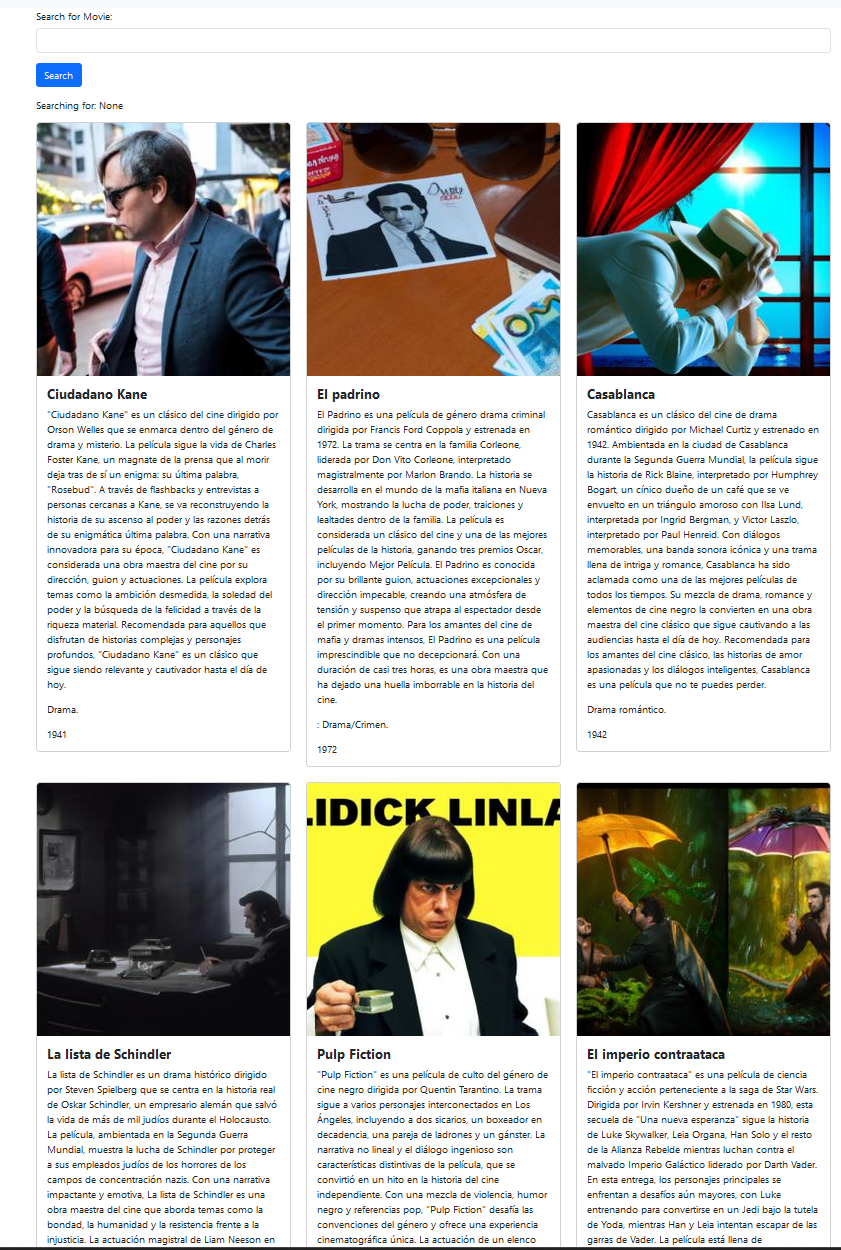 Search for Movie:
Search
Searching for: None
Ciudadano Kane
"Ciudadano Kane" es un clásico del cine dirigido por
Orson Welles que se enmarca dentro del género de
drama y misterio. La película sigue la vida de Charles
Foster Kane, un magnate de la prensa que al morir
deja tras de sí un enigma: su última palabra,
"Rosebud". A través de flashbacks y entrevistas a
personas cercanas a Kane, se va reconstruyendo la
historia de su ascenso al poder y las razones detrás
de su enigmática última palabra. Con una narrativa
innovadora para su época, "Ciudadano Kane" es
considerada una obra maestra del cine por su
dirección, guion y actuaciones. La película explora
temas como la ambición desmedida, la soledad del
poder y la búsqueda de la felicidad a través de la
riqueza material. Recomendada para aquellos que
disfrutan de historias complejas y personajes
profundos, "Ciudadano Kane" es un clásico que
sigue siendo relevante y cautivador hasta el día de
hoy.
Drama.
1941
El padrino
El Padrino es una película de género drama criminal
dirigida por Francis Ford Coppola y estrenada en
1972. La trama se centra en la familia Corleone,
liderada por Don Vito Corleone, interpretado
magistralmente por Marlon Brando. La historia se
desarrolla en el mundo de la mafia italiana en Nueva
York, mostrando la lucha de poder, traiciones y
lealtades dentro de la familia. La película es
considerada un clásico del cine y una de las mejores
películas de la historia, ganando tres premios Oscar,
incluyendo Mejor Película. El Padrino es conocida
por su brillante guion, actuaciones excepcionales y
dirección impecable, creando una atmósfera de
tensión y suspenso que atrapa al espectador desde
el primer momento. Para los amantes del cine de
mafia y dramas intensos, El Padrino es una película
imprescindible que no decepcionará. Con una
duración de casi tres horas, es una obra maestra que
ha dejado una huella imborrable en la historia del
cine.
: Drama/Crimen.
1972
Casablanca
Casablanca es un clásico del cine de drama
romántico dirigido por Michael Curtiz y estrenado en
1942. Ambientada en la ciudad de Casablanca
durante la Segunda Guerra Mundial, la película sigue
la historia de Rick Blaine, interpretado por Humphrey
Bogart, un cínico dueño de un café que se ve
envuelto en un triángulo amoroso con Ilsa Lund,
interpretada por Ingrid Bergman, y Victor Laszlo,
interpretado por Paul Henreid. Con diálogos
memorables, una banda sonora icónica y una trama
llena de intriga y romance, Casablanca ha sido
aclamada como una de las mejores películas de
todos los tiempos. Su mezcla de drama, romance y
elementos de cine negro la convierten en una obra
maestra del cine clásico que sigue cautivando a las
audiencias hasta el día de hoy. Recomendada para
los amantes del cine clásico, las historias de amor
apasionadas y los diálogos inteligentes, Casablanca
es una película que no te puedes perder.
Drama romántico.
1942
LIDICK LINLA
La lista de Schindler
La lista de Schindler es un drama histórico dirigido
por Steven Spielberg que se centra en la historia real
de Oskar Schindler, un empresario alemán que salvó
la vida de más de mil judíos durante el Holocausto.
La película, ambientada en la Segunda Guerra
Mundial, muestra la lucha de Schindler por proteger
a sus empleados judíos de los horrores de los
campos de concentración nazis. Con una narrativa
impactante y emotiva, La lista de Schindler es una
obra maestra del cine que aborda temas como la
bondad, la humanidad y la resistencia frente a la
injusticia. La actuación magistral de Liam Neeson en
Pulp Fiction
"Pulp Fiction" es una película de culto del género de
cine negro dirigida por Quentin Tarantino. La trama
sigue a varios personajes interconectados en Los
Ángeles, incluyendo a dos sicarios, un boxeador en
decadencia, una pareja de ladrones y un gánster. La
narrativa no lineal y el diálogo ingenioso son
características distintivas de la película, que se
convirtió en un hito en la historia del cine
independiente. Con una mezcla de violencia, humor
negro y referencias pop, "Pulp Fiction" desafía las
convenciones del género y ofrece una experiencia
cinematográfica única. La actuación de un elenco
El imperio contraataca
"El imperio contraataca" es una película de ciencia
ficción y acción perteneciente a la saga de Star Wars.
Dirigida por Irvin Kershner y estrenada en 1980, esta
secuela de "Una nueva esperanza" sigue la historia
de Luke Skywalker, Leia Organa, Han Solo y el resto
de la Alianza Rebelde mientras luchan contra el
malvado Imperio Galáctico liderado por Darth Vader.
En esta entrega, los personajes principales se
enfrentan a desafíos aún mayores, con Luke
entrenando para convertirse en un Jedi bajo la tutela
de Yoda, mientras Han y Leia intentan escapar de las
garras de Vader. La película está llena de